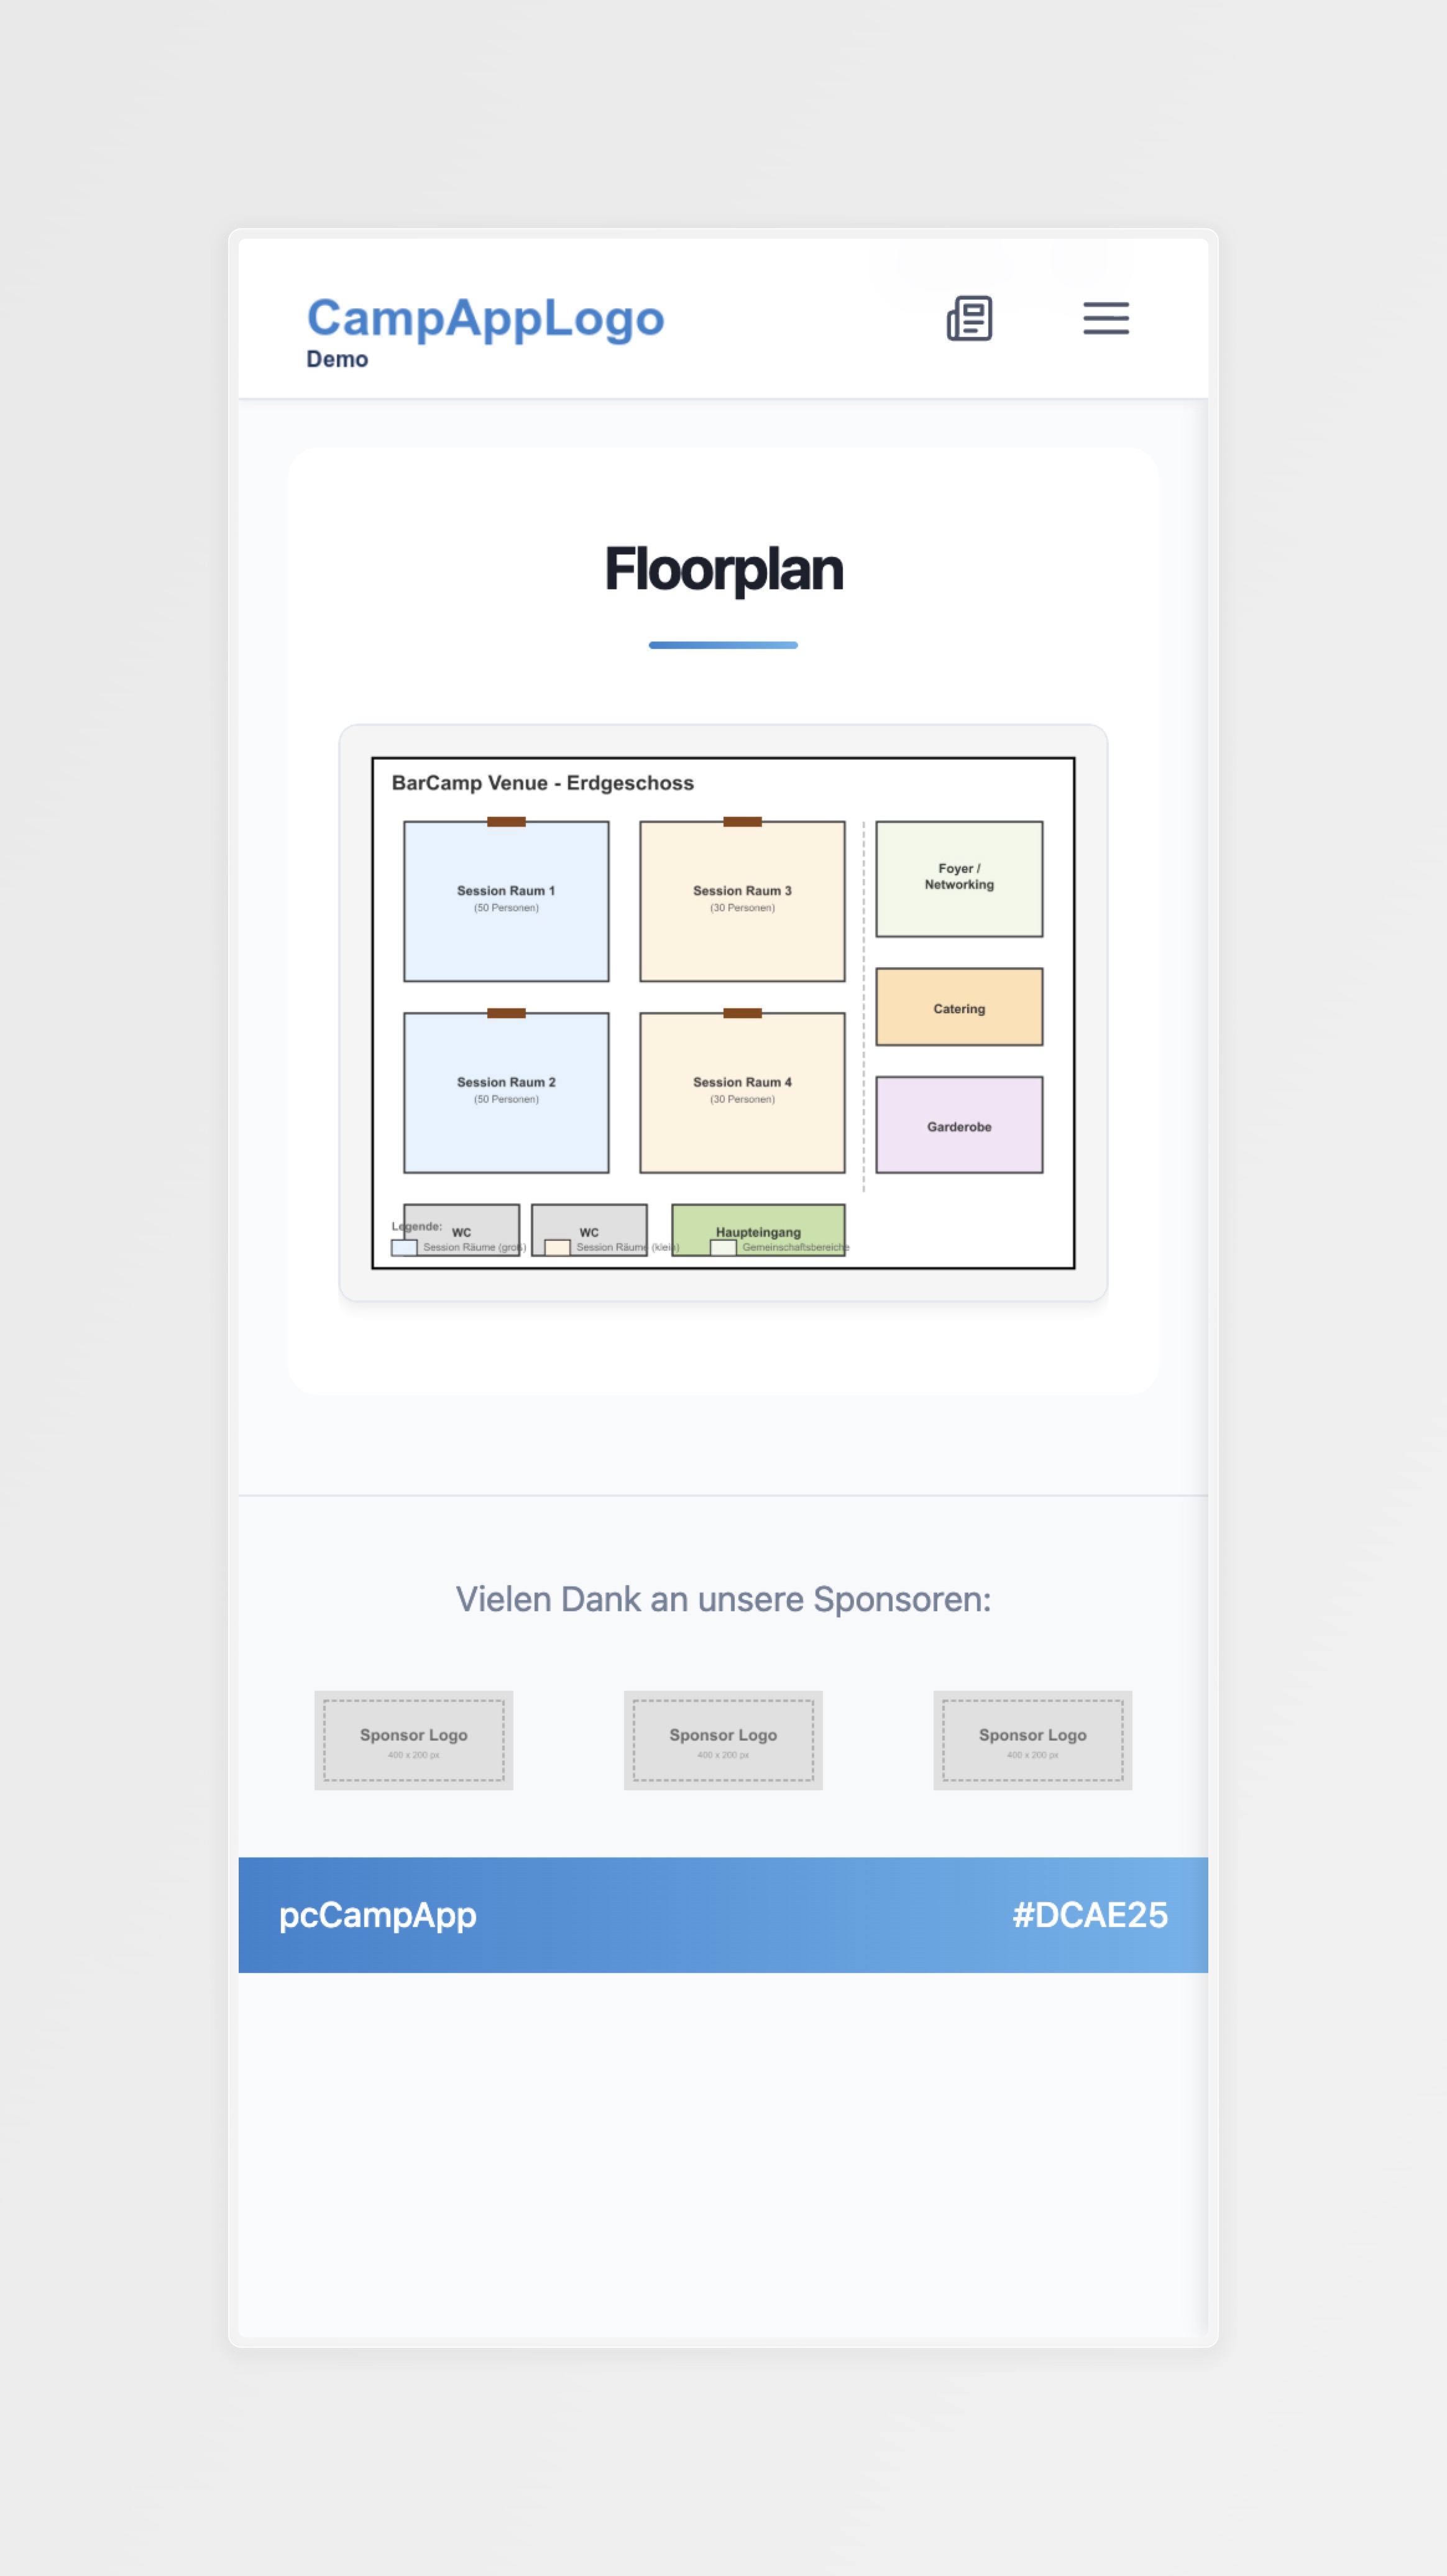 CampAppLogo
Demo
Floorplan
BarCamp Venue - Erdgeschoss
Session Raum 1
(50 Personen)
Session Raum 3
(30 Personen)
Foyer /
Networking
Catering
Session Raum 2
(50 Personen)
Session Raum 4
(30 Personen)
Garderobe
Legende:
WC
WC
Haupteingang
Session Räume (groß)
Session Räume (klein)
Gemeinschaftsbereiche
Vielen Dank an unsere Sponsoren:
Sponsor Logo
400 x 200 px
Sponsor Logo
400 x 200 px
Sponsor Logo
400 x 200 px
pcCampApp
#DCAE25